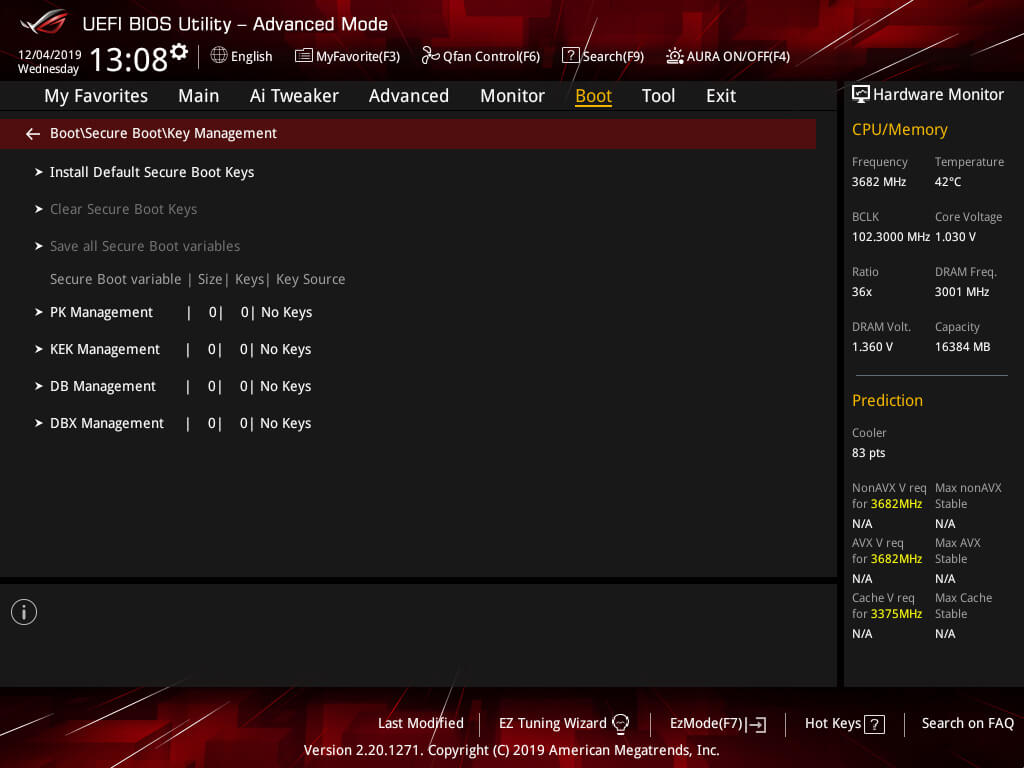 UEFI BIOS Utility – Advanced Mode
12/04/2019
Wednesday
13:08
English
MyFavorite(F3)
Qfan Control(F6)
? Search(F9)
AURA ON/OFF(F4)
My Favorites Main Ai Tweaker Advanced Monitor Boot Tool Exit
Hardware Monitor
Boot\Secure Boot\Key Management
Install Default Secure Boot Keys
Clear Secure Boot Keys
Save all Secure Boot variables
Secure Boot variable | Size| Keys| Key Source
PK Management | 0| 0| No Keys
KEK Management | 0| 0| No Keys
DB Management | 0| 0| No Keys
DBX Management | 0| 0| No Keys
CPU/Memory
Frequency Temperature
3682 MHz 42°C
BCLK Core Voltage
102.3000 MHz 1.030 V
Ratio DRAM Freq.
36x 3001 MHz
DRAM Volt. Capacity
1.360 V 16384 MB
Prediction
Cooler
83 pts
NonAVX V req Max nonAVX
for 3682MHz Stable
N/A N/A
AVX V req Max AVX
for 3682MHz Stable
N/A N/A
Cache V req Max Cache
for 3375MHz Stable
N/A N/A
i
Last Modified EZ Tuning Wizard EzMode(F7) Hot Keys ? Search on FAQ
Version 2.20.1271. Copyright (C) 2019 American Megatrends, Inc.